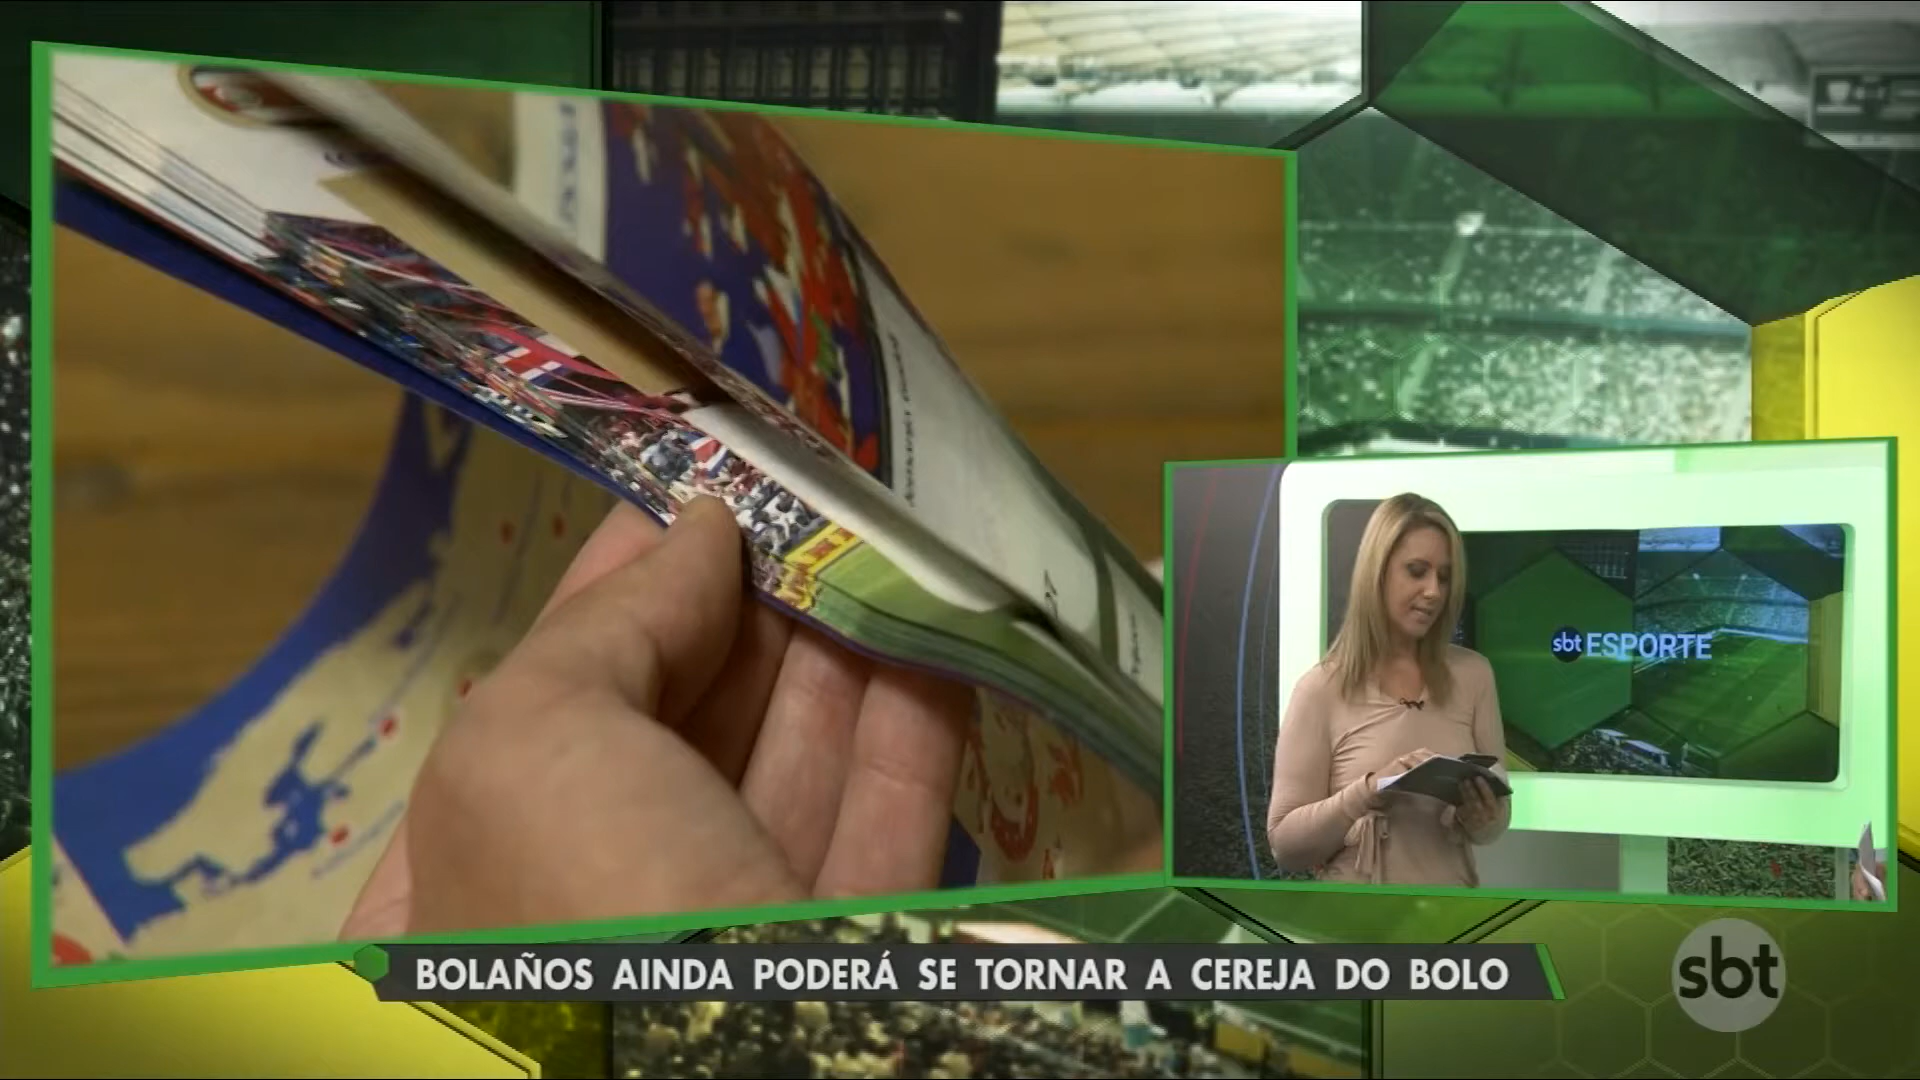 sbt ESPORTE
BOLAÑOS AINDA PODERÁ SE TORNAR A CEREJA DO BOLO
sbt